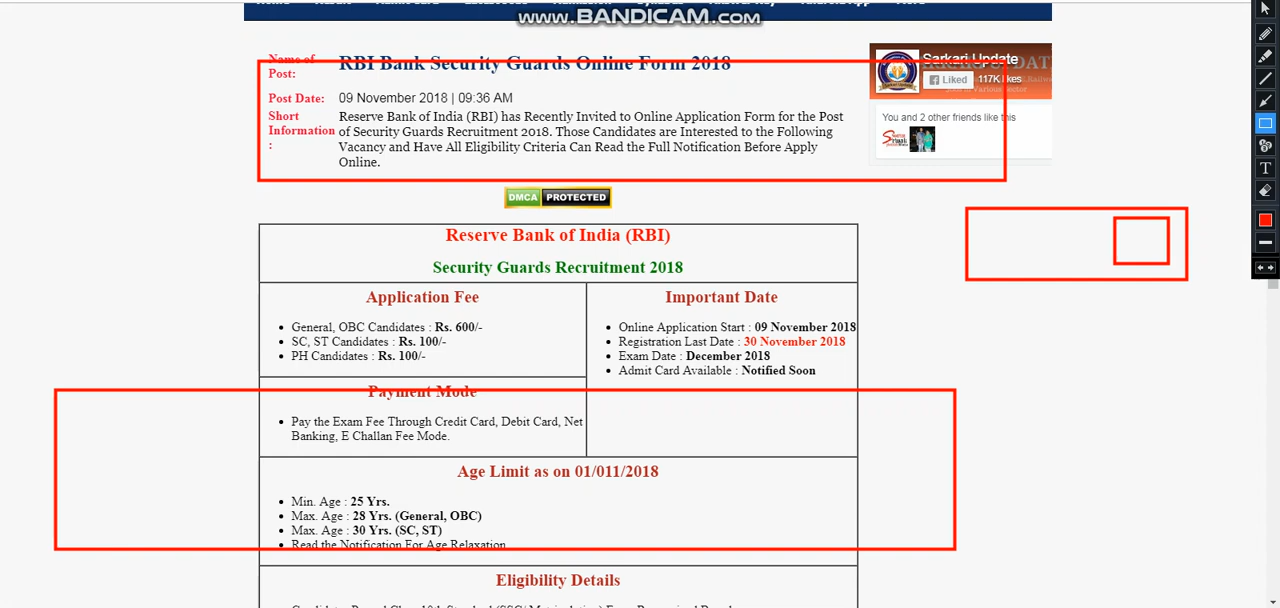 www.BANDICAM.com
Name of Post:
RBI Bank Security Guards Online Form 2018
Post Date:
09 November 2018 | 09:36 AM
Short Information :
Reserve Bank of India (RBI) has Recently Invited to Online Application Form for the Post
of Security Guards Recruitment 2018. Those Candidates are Interested to the Following
Vacancy and Have All Eligibility Criteria Can Read the Full Notification Before Apply
Online.
Sarkari Update
Liked
117K likes
You and 2 other friends like this
DMCA PROTECTED
Reserve Bank of India (RBI)
Security Guards Recruitment 2018
Application Fee
General, OBC Candidates : Rs. 600/-
SC, ST Candidates : Rs. 100/-
PH Candidates : Rs. 100/-
Important Date
Online Application Start : 09 November 2018
Registration Last Date : 30 November 2018
Exam Date : December 2018
Admit Card Available : Notified Soon
Payment Mode
Pay the Exam Fee Through Credit Card, Debit Card, Net
Banking, E Challan Fee Mode.
Age Limit as on 01/011/2018
Min. Age : 25 Yrs.
Max. Age : 28 Yrs. (General, OBC)
Max. Age : 30 Yrs. (SC, ST)
Read the Notification For Age Relaxation
Eligibility Details